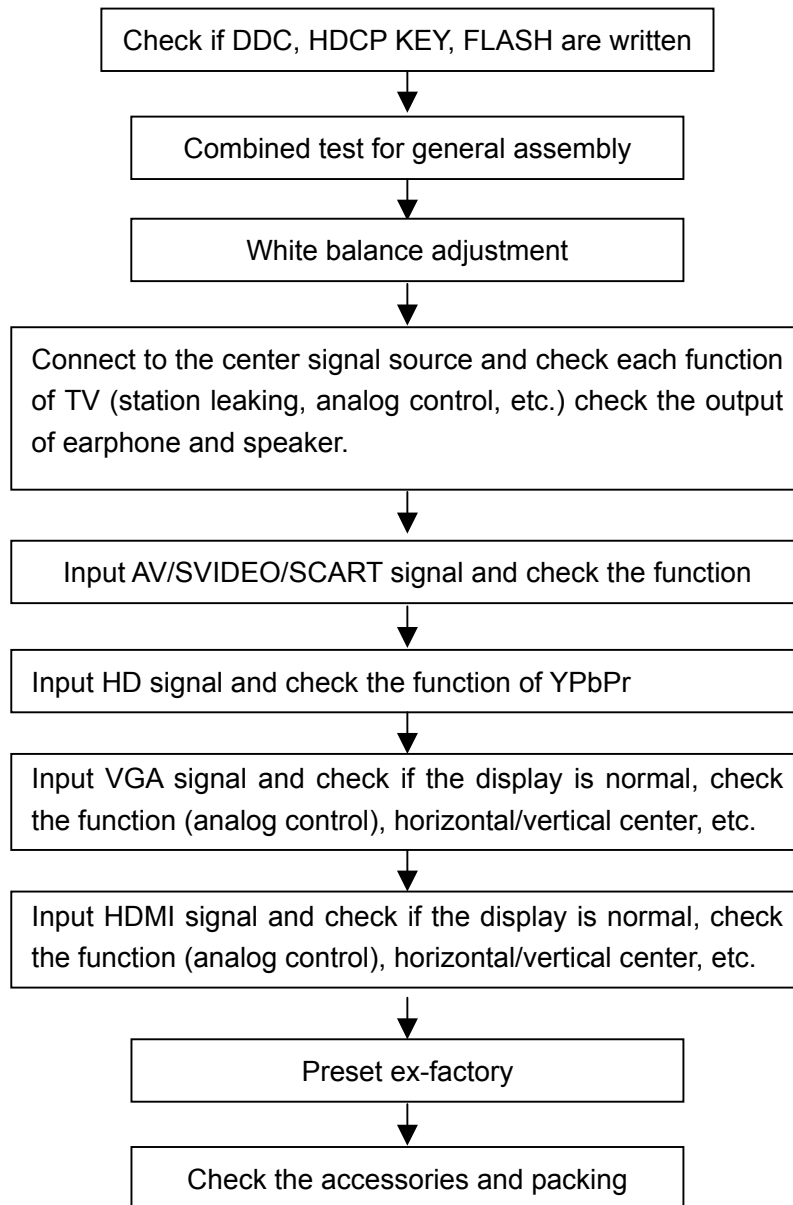 Check if DDC, HDCP KEY, FLASH are written
Combined test for general assembly
White balance adjustment
Connect to the center signal source and check each function
of TV (station leaking, analog control, etc.) check the output
of earphone and speaker.
Input AV/SVIDEO/SCART signal and check the function
Input HD signal and check the function of YPbPr
Input VGA signal and check if the display is normal, check
the function (analog control), horizontal/vertical center, etc.
Input HDMI signal and check if the display is normal, check
the function (analog control), horizontal/vertical center, etc.
Preset ex-factory
Check the accessories and packing